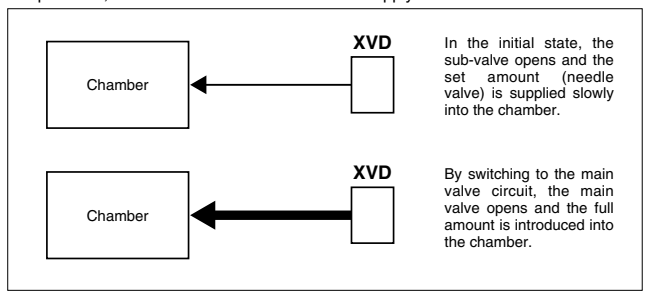 XVD
Chamber
In the initial state, the
sub-valve opens and the
set amount (needle
valve) is supplied slowly
into the chamber.
XVD
Chamber
By switching to the main
valve circuit, the main
valve opens and the full
amount is introduced into
the chamber.